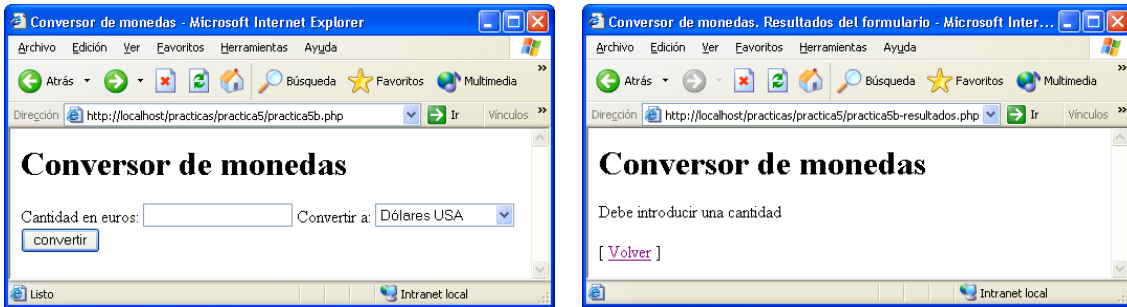 Conversor de monedas - Microsoft Internet Explorer
Archivo Edición Ver Favoritos Herramientas Ayuda
Atrás Búsqueda Favoritos Multimedia »
Dirección http://localhost/practicas/practica5/practica5b.php Ir Vínculos »
Conversor de monedas
Cantidad en euros: Convertir a: Dólares USA
convertir
Listo Intranet local
Conversor de monedas. Resultados del formulario - Microsoft Inter...
Archivo Edición Ver Favoritos Herramientas Ayuda
Atrás Búsqueda Favoritos Multimedia »
Dirección http://localhost/practicas/practica5/practica5b-resultados.php Ir Vínculos »
Conversor de monedas
Debe introducir una cantidad
[ Volver ]
Intranet local